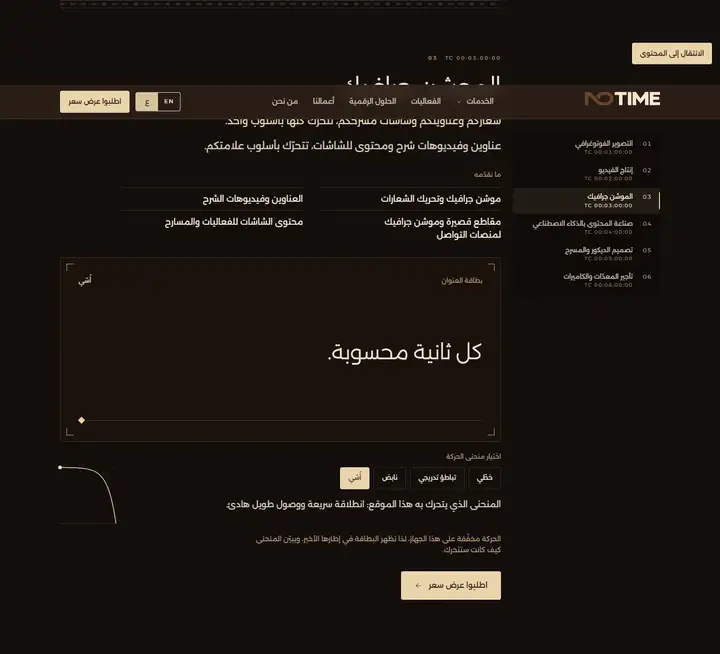 الانتقال إلى المحتوى
03 TC 00:03:00:00
الموشن جرافيك
NOTIME
الخدمات
الفعاليات
الحلول الرقمية
أعمالنا
من نحن
EN
ع
اطلبوا عرض سعر
01 التصوير الفوتوغرافي
TC 00:01:00:00
02 إنتاج الفيديو
TC 00:02:00:00
03 الموشن جرافيك
TC 00:03:00:00
04 صناعة المحتوى بالذكاء الاصطناعي
TC 00:04:00:00
05 تصميم الديكور والمسرح
TC 00:05:00:00
06 تأجير المعدّات والكاميرات
TC 00:06:00:00
شعاركم وعناوينكم وشاشات مسرحكم، تتحرّك كلها بأسلوب واحد.
عناوين وفيديوهات شرح ومحتوى للشاشات، تتحرّك بأسلوب علامتكم.
ما نقدّمه
موشن جرافيك وتحريك الشعارات
العناوين وفيديوهات الشرح
مقاطع قصيرة وموشن جرافيك
لمنصات التواصل
محتوى الشاشات للفعاليات والمسارح
بطاقة العنوان
أسّي
كل ثانية محسوبة.
اختيار منحنى الحركة
خطّي
تباطؤ تدريجي
نابض
أسّي
المنحنى الذي يتحرك به هذا الموقع: انطلاقة سريعة ووصول طويل هادئ.
الحركة مخفّفة على هذا الجهاز، لذا تظهر البطاقة في إطارها الأخير، ويبيّن المنحنى
كيف كانت ستتحرك.
اطلبوا عرض سعر ←